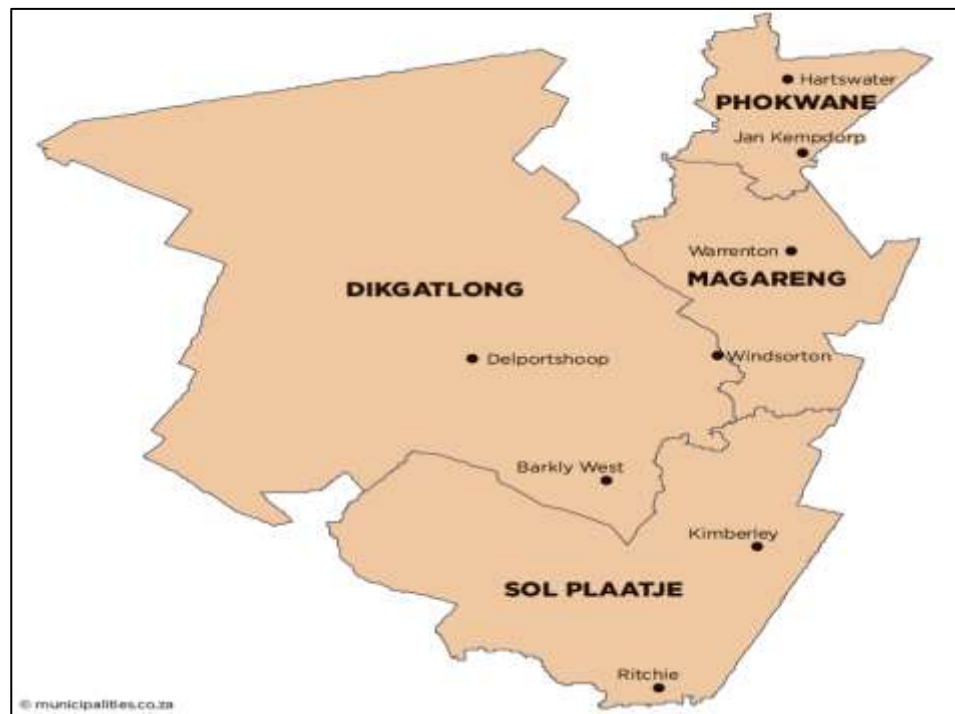 Hartswater
PHOKWANE
Jan Kempdorp
Warrenton
MAGARENG
DIKGATLONG
Windsorton
Delportshoop
Barkly West
Kimberley
SOL PLAATJE
Ritchie
© municipalities.co.za